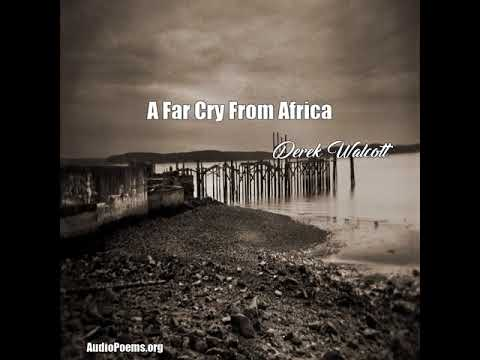 A Far Cry From Africa
Derek Walcott
AudioPoems.org